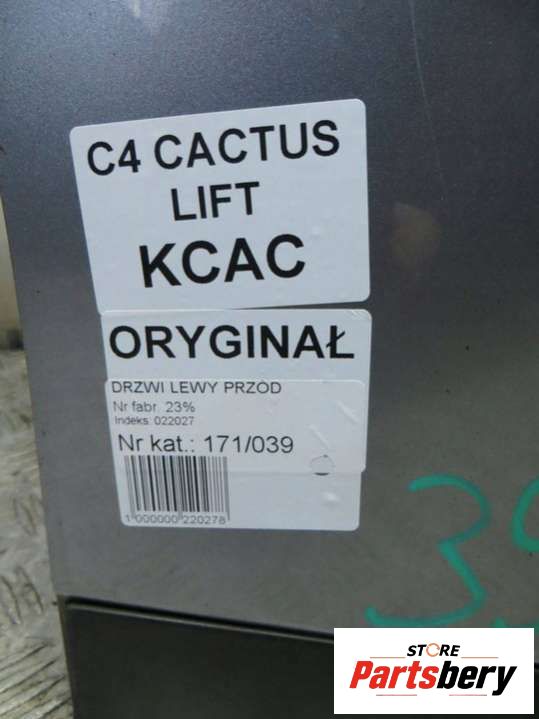 C4 CACTUS
LIFT
KCAC
ORYGINAŁ
DRZWI LEWY PRZÓD
Nr fabr. 23%
Indeks: 022027
Nr kat.: 171/039
1 000000 220278
STORE
Partsbery